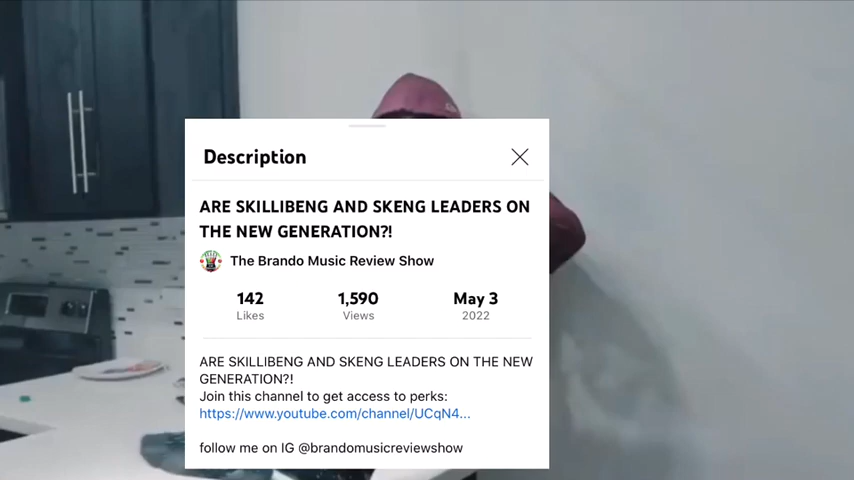 Description
ARE SKILLIBENG AND SKENG LEADERS ON
THE NEW GENERATION?!
The Brando Music Review Show
142
1,590
May 3
Likes
Views
2022
ARE SKILLIBENG AND SKENG LEADERS ON THE NEW
GENERATION?!
Join this channel to get access to perks:
https://www.youtube.com/channel/UCqN4...
follow me on IG @brandomusicreviewshow